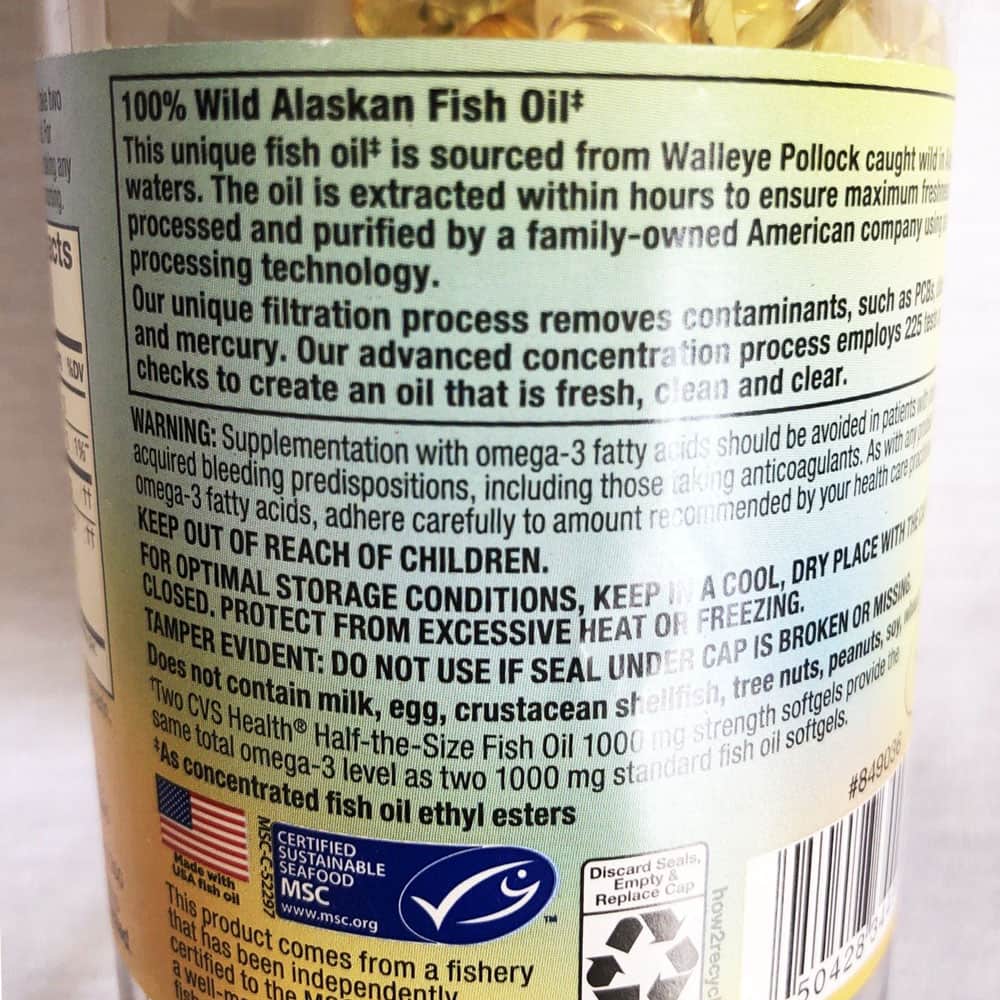 100% Wild Alaskan Fish Oil‡
This unique fish oil‡ is sourced from Walleye Pollock caught wild in
waters. The oil is extracted within hours to ensure maximum
processed and purified by a family-owned American company using
processing technology.
Our unique filtration process removes contaminants, such as PCBs,
and mercury. Our advanced concentration process employs 225
checks to create an oil that is fresh, clean and clear.
WARNING: Supplementation with omega-3 fatty acids should be avoided in patients
acquired bleeding predispositions, including those taking anticoagulants. As with any
omega-3 fatty acids, adhere carefully to amount recommended by your health care
KEEP OUT OF REACH OF CHILDREN.
FOR OPTIMAL STORAGE CONDITIONS, KEEP IN A COOL, DRY PLACE WITH THE
CLOSED. PROTECT FROM EXCESSIVE HEAT OR FREEZING.
TAMPER EVIDENT: DO NOT USE IF SEAL UNDER CAP IS BROKEN OR MISSING.
Does not contain milk, egg, crustacean shellfish, tree nuts, peanuts, soy,
†Two CVS Health® Half-the-Size Fish Oil 1000 mg strength softgels provide the
same total omega-3 level as two 1000 mg standard fish oil softgels.
‡As concentrated fish oil ethyl esters
#849036
Made with
USA fish oil
MSC-C-52297
CERTIFIED
SUSTAINABLE
SEAFOOD
MSC
www.msc.org
TM
This product comes from a fishery
that has been independently
certified to the
a
Discard Seals,
Empty &
Replace Cap
how2recycl
50428
two
any
cts
%DV
1%
††
††